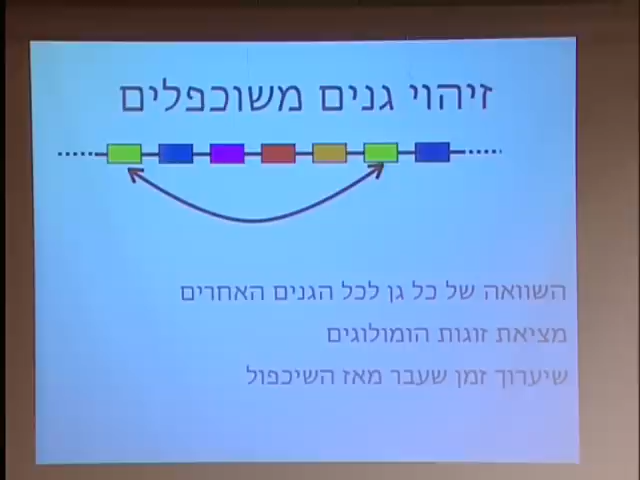 זיהוי גנים משוכפלים
השוואה של כל גן לכל הגנים האחרים
מציאת זוגות הומולוגים
שיערוך זמן שעבר מאז השיכפול